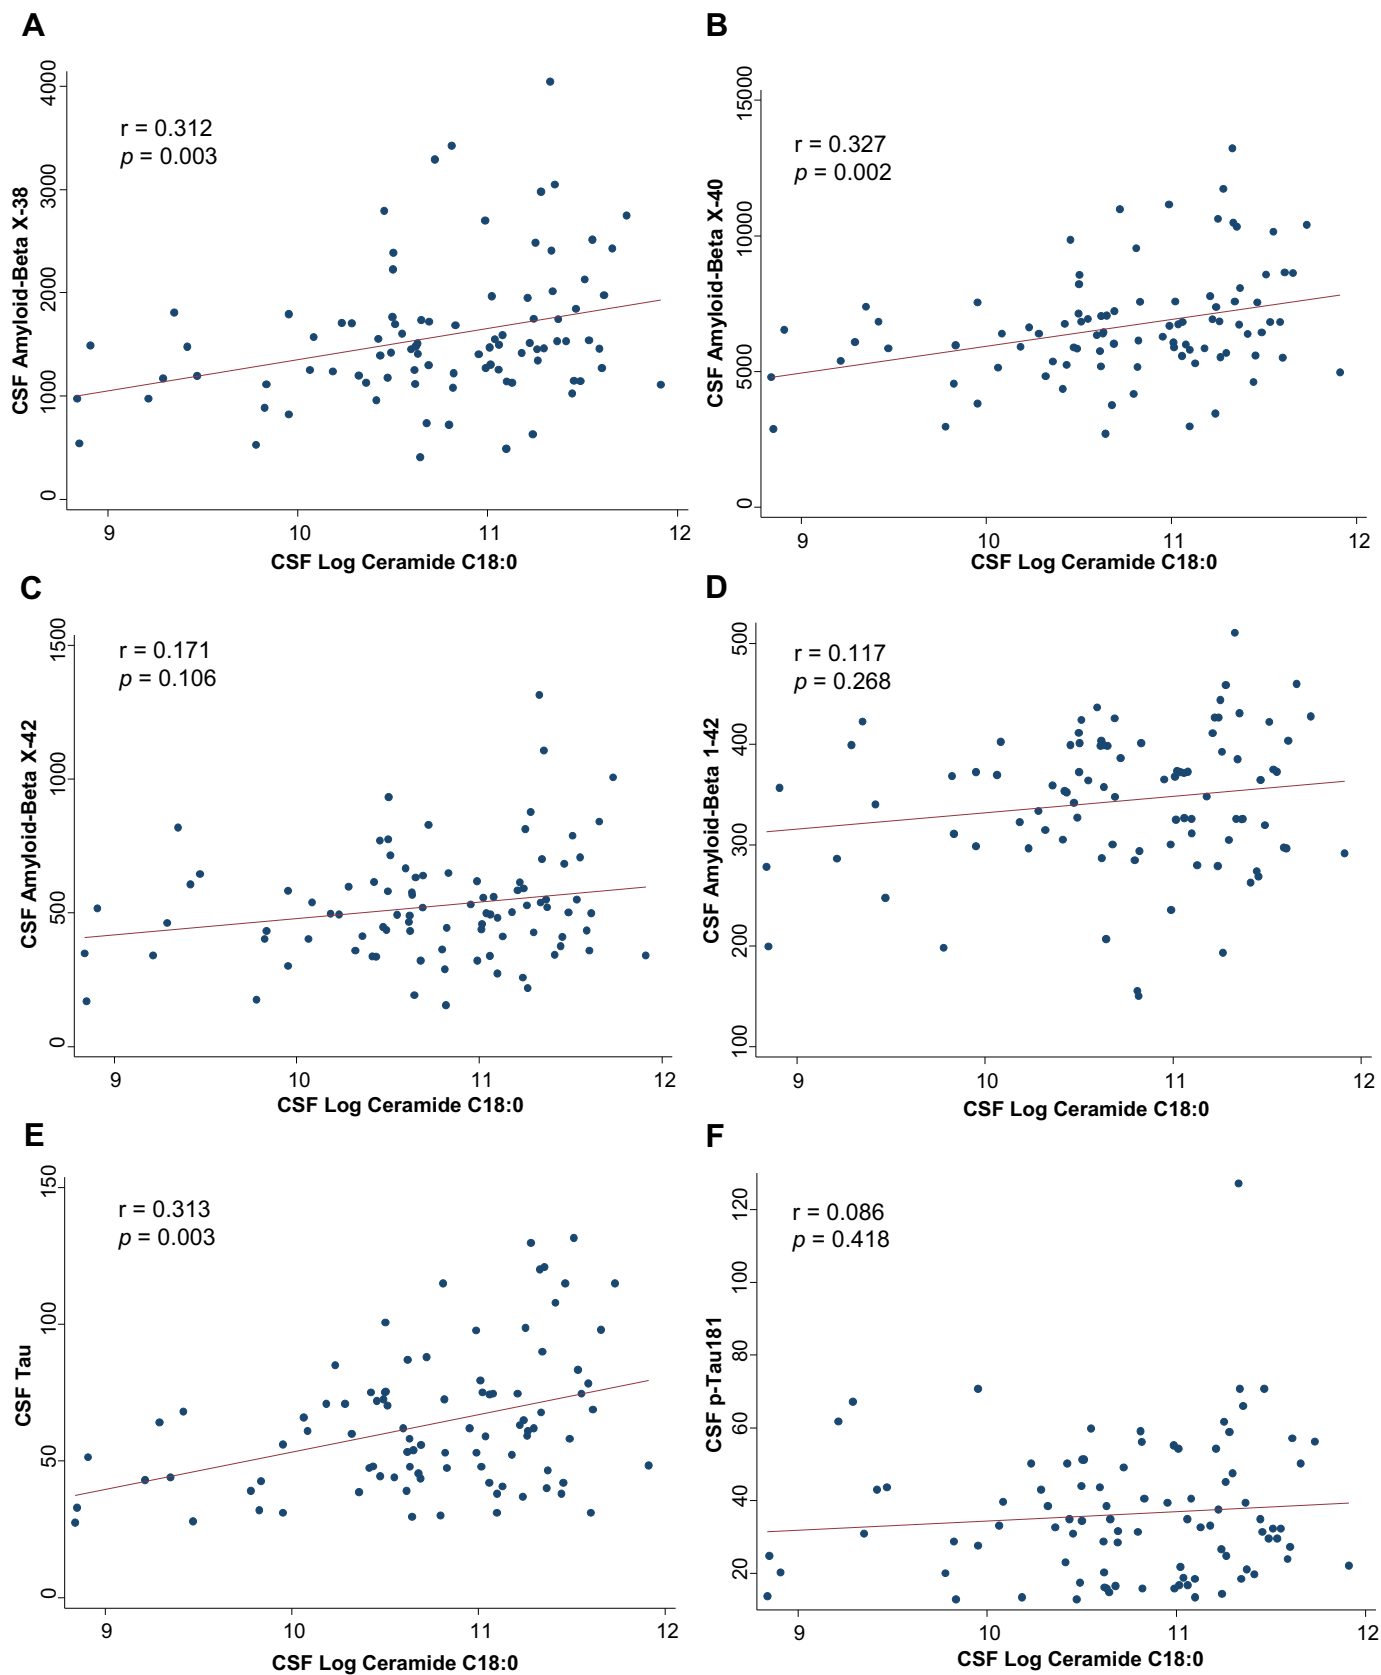 A
CSF Amyloid-Beta X-38
4000
3000
2000
1000
0
r = 0.312
p = 0.003
9 10 11 12
CSF Log Ceramide C18:0
B
CSF Amyloid-Beta X-40
15000
10000
5000
0
r = 0.327
p = 0.002
9 10 11 12
CSF Log Ceramide C18:0
C
CSF Amyloid-Beta X-42
1500
1000
500
0
r = 0.171
p = 0.106
9 10 11 12
CSF Log Ceramide C18:0
D
CSF Amyloid-Beta 1-42
500
400
300
200
100
r = 0.117
p = 0.268
9 10 11 12
CSF Log Ceramide C18:0
E
CSF Tau
150
100
50
0
r = 0.313
p = 0.003
9 10 11 12
CSF Log Ceramide C18:0
F
CSF p-Tau181
120
100
80
60
40
20
r = 0.086
p = 0.418
9 10 11 12
CSF Log Ceramide C18:0